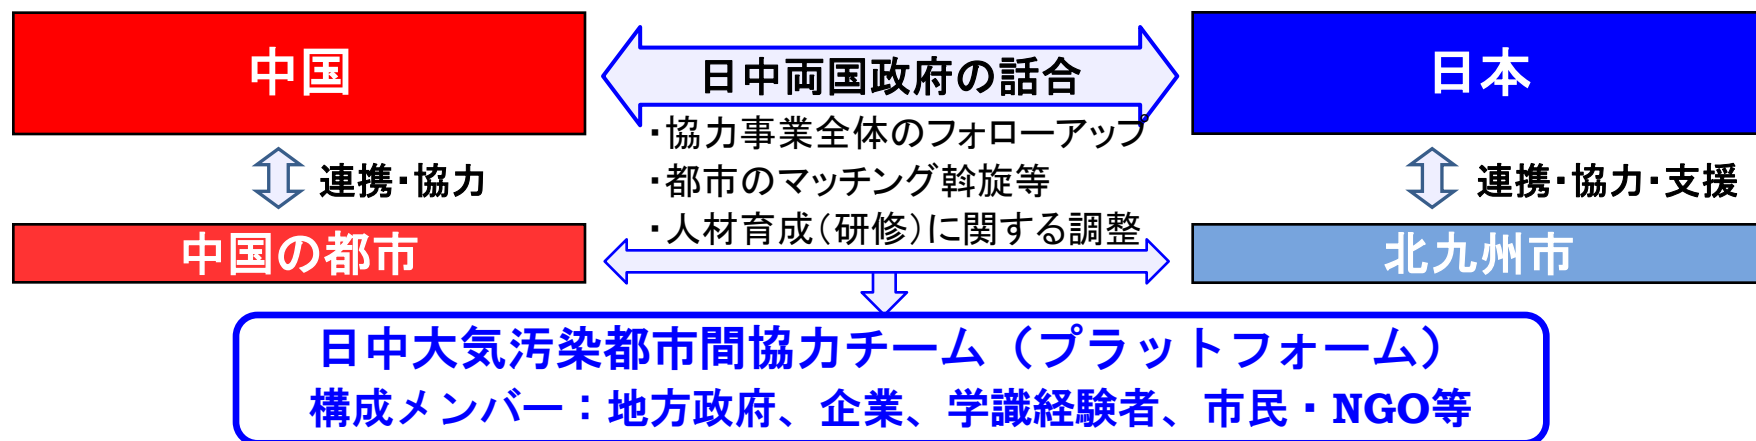 中国
日中両国政府の話合
日本
・協力事業全体のフォローアップ
・都市のマッチング斡旋等
・人材育成(研修)に関する調整
連携・協力
連携・協力・支援
中国の都市
北九州市
日中大気汚染都市間協力チーム（プラットフォーム）
構成メンバー：地方政府、企業、学識経験者、市民・NGO等